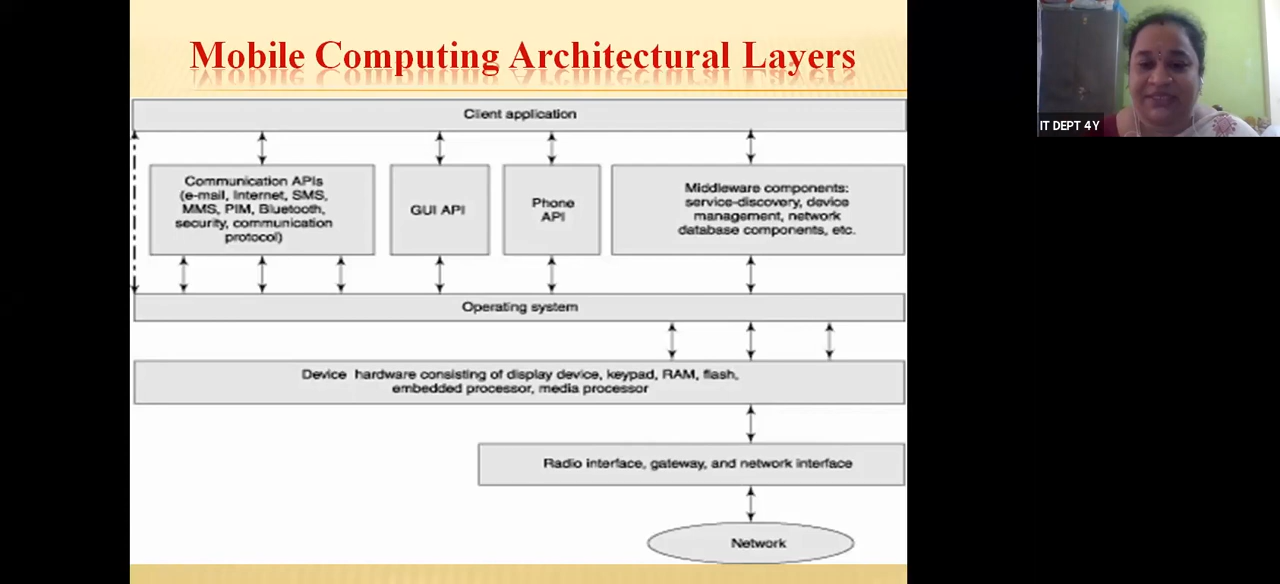 Mobile Computing Architectural Layers
IT DEPT 4Y
Client application
Communication APIs
(e-mail, Internet, SMS,
MMS, PIM, Bluetooth,
security, communication
protocol)
GUI API
Phone
API
Middleware components:
service-discovery, device
management, network
database components, etc.
Operating system
Device hardware consisting of display device, keypad, RAM, flash,
embedded processor, media processor
Radio interface, gateway, and network interface
Network